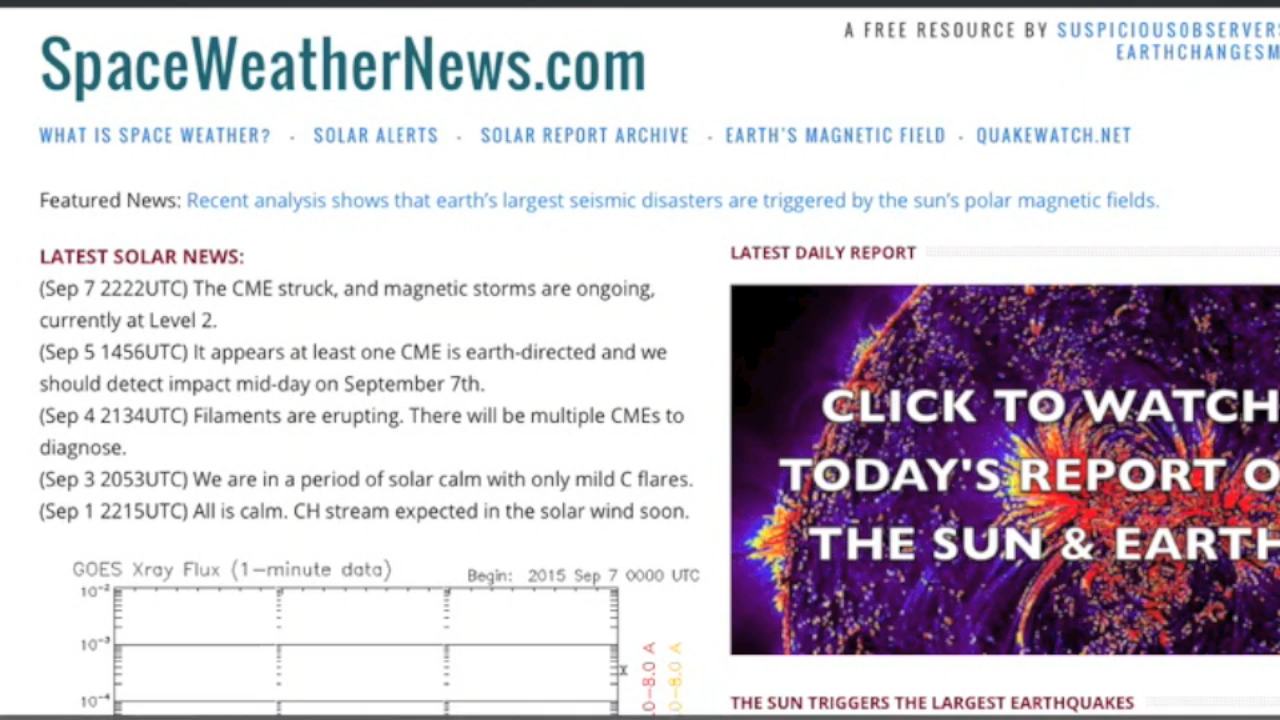 SpaceWeatherNews.com
A FREE RESOURCE BY SUSPICIOUSOBSERVERS
EARTHCHANGESM
WHAT IS SPACE WEATHER? - SOLAR ALERTS - SOLAR REPORT ARCHIVE - EARTH'S MAGNETIC FIELD - QUAKEWATCH.NET
Featured News: Recent analysis shows that earth's largest seismic disasters are triggered by the sun's polar magnetic fields.
LATEST SOLAR NEWS:
(Sep 7 2222UTC) The CME struck, and magnetic storms are ongoing,
currently at Level 2.
(Sep 5 1456UTC) It appears at least one CME is earth-directed and we
should detect impact mid-day on September 7th.
(Sep 4 2134UTC) Filaments are erupting. There will be multiple CMEs to
diagnose.
(Sep 3 2053UTC) We are in a period of solar calm with only mild C flares.
(Sep 1 2215UTC) All is calm. CH stream expected in the solar wind soon.
GOES Xray Flux (1-minute data)
Begin: 2015 Sep 7 0000 UTC
10-2
10-3
10-4
.0-8.0 A
.0-8.0 A
LATEST DAILY REPORT
CLICK TO WATCH
TODAY'S REPORT O
THE SUN & EARTH
THE SUN TRIGGERS THE LARGEST EARTHQUAKES